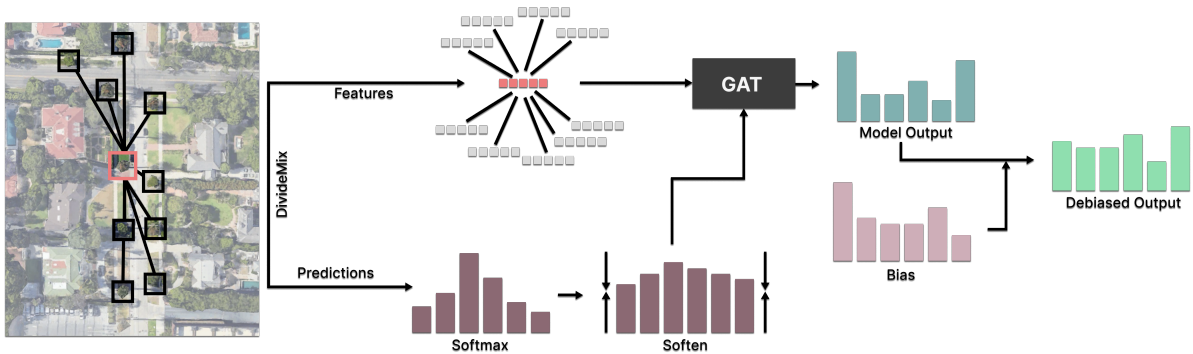 DivideMix
Features
Predictions
Softmax
Soften
GAT
Model Output
Bias
Debiased Output